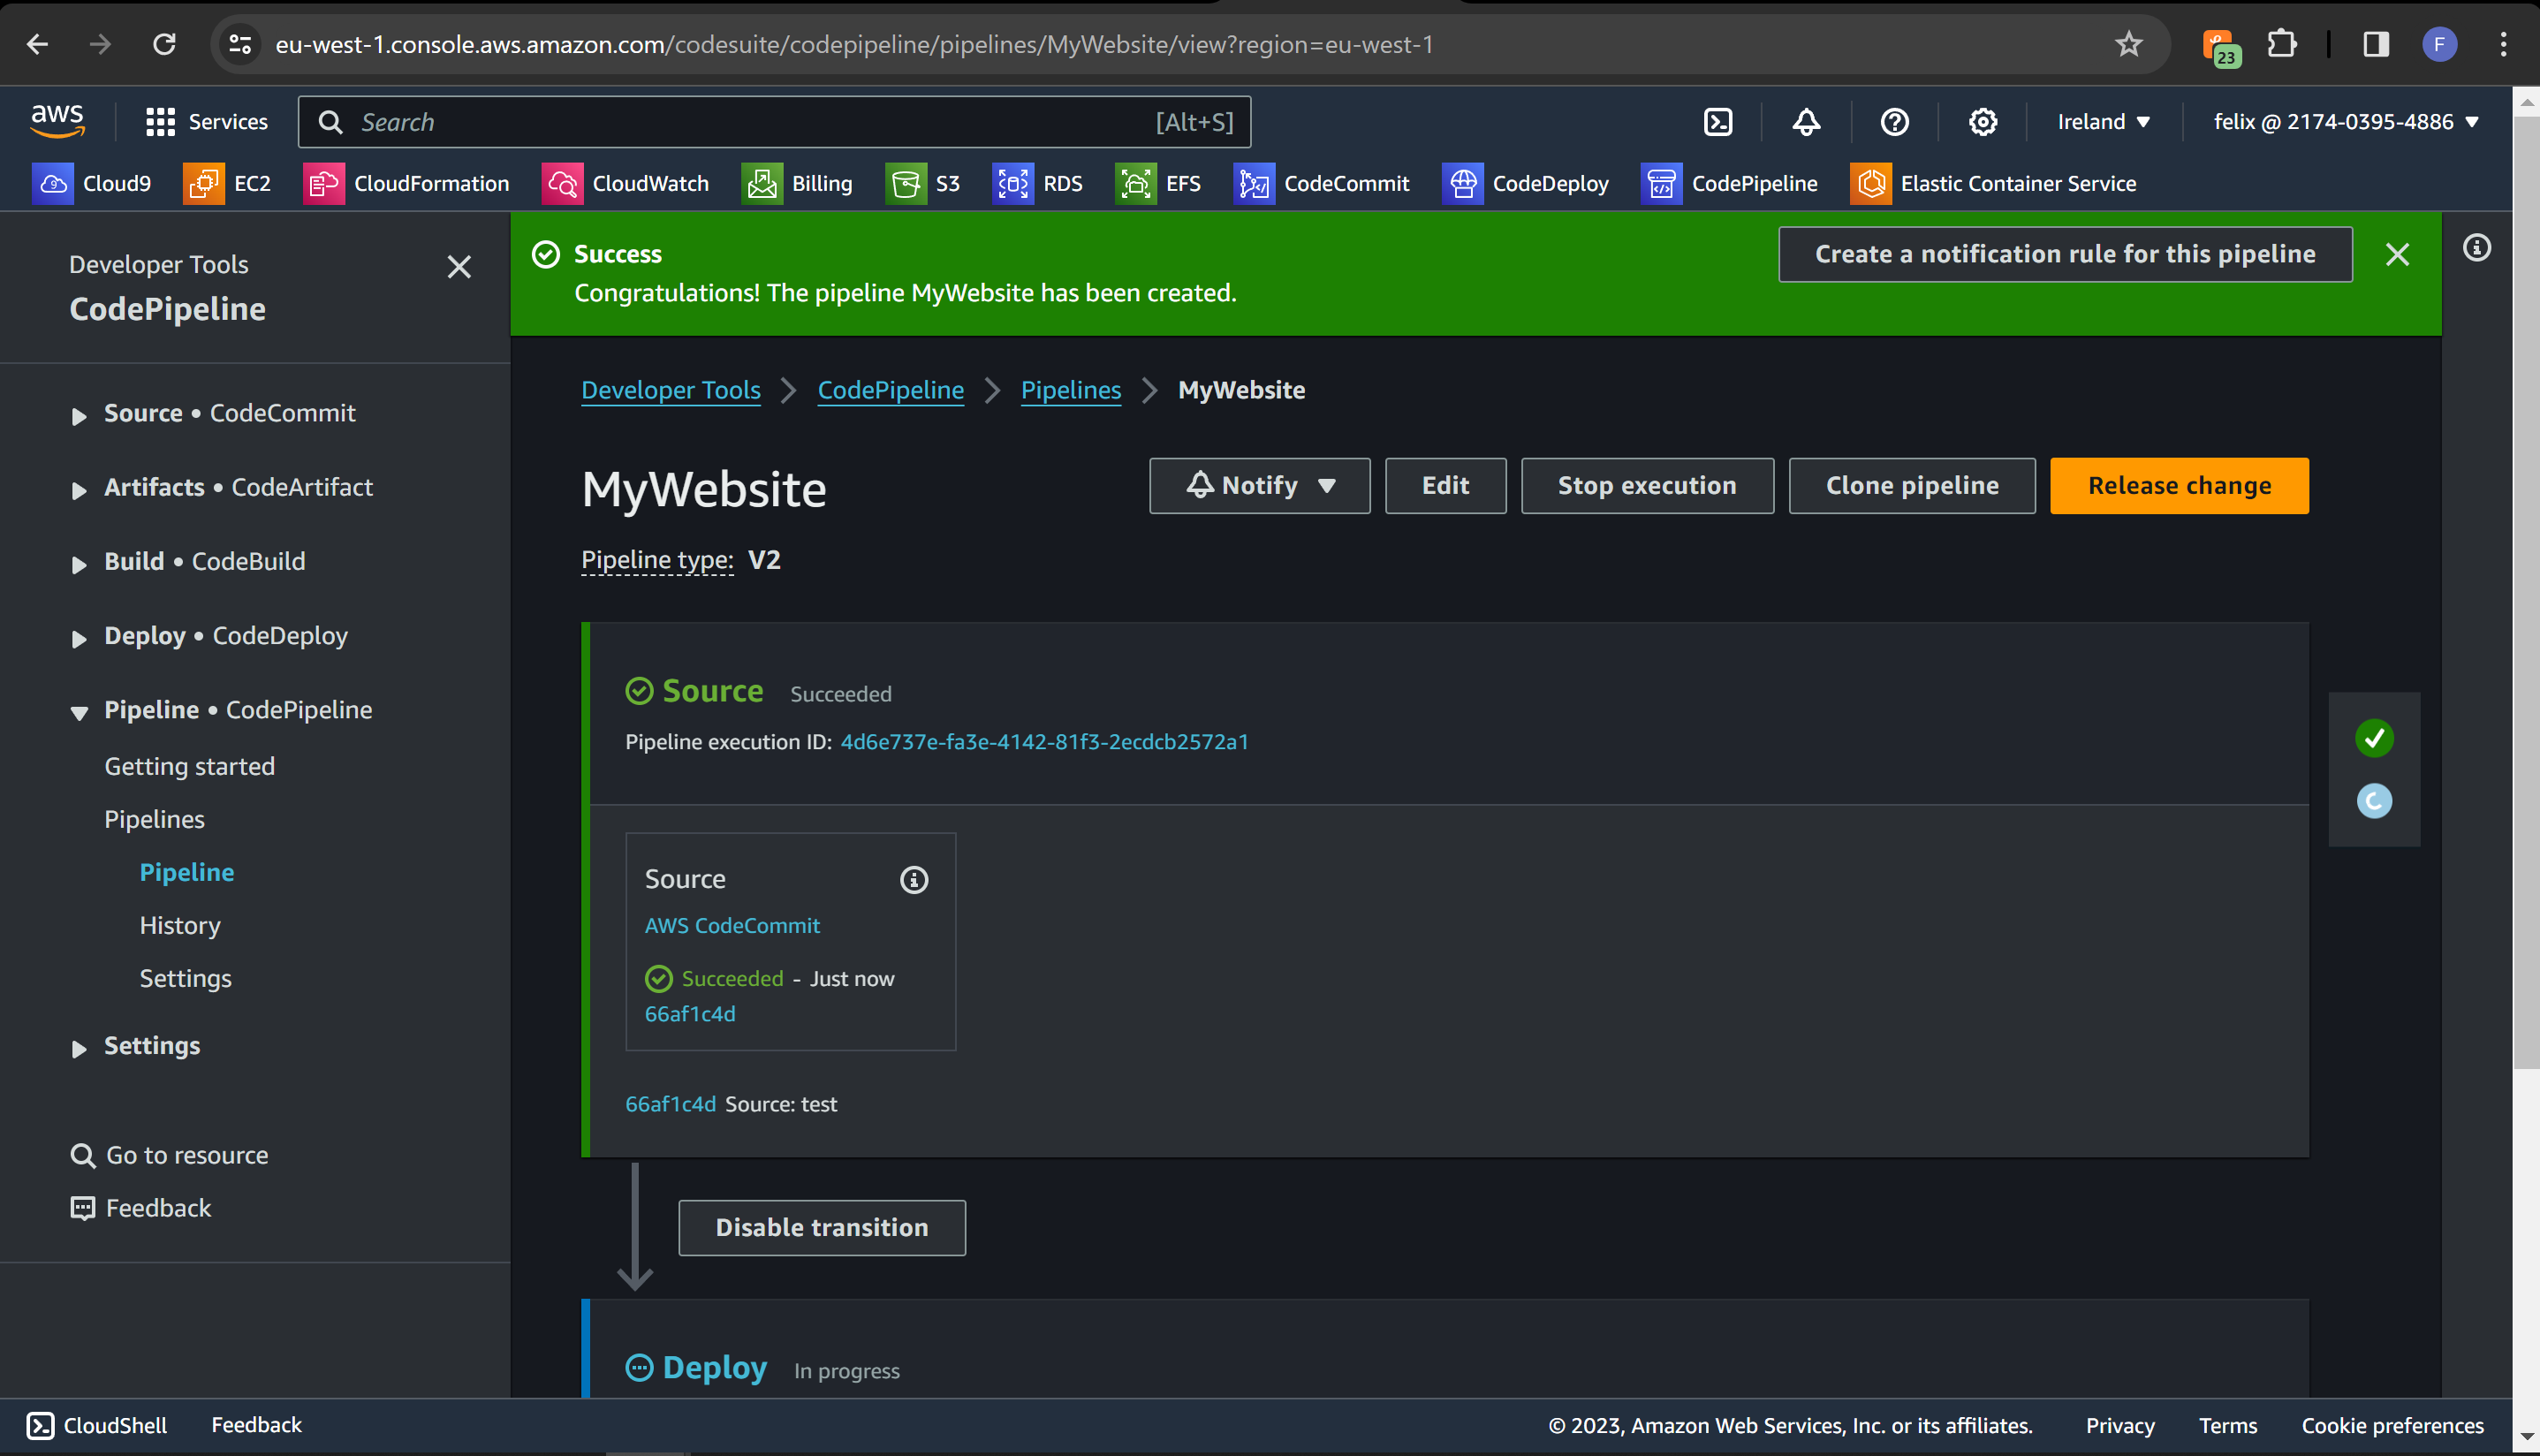 eu-west-1.console.aws.amazon.com/codesuite/codepipeline/pipelines/MyWebsite/view?region=eu-west-1
23
F
aws
Services
Search
[Alt+S]
Ireland
felix @ 2174-0395-4886
Cloud9
EC2
CloudFormation
CloudWatch
Billing
S3
RDS
EFS
CodeCommit
CodeDeploy
CodePipeline
Elastic Container Service
Developer Tools
CodePipeline
Source • CodeCommit
Artifacts • CodeArtifact
Build • CodeBuild
Deploy • CodeDeploy
Pipeline • CodePipeline
Getting started
Pipelines
Pipeline
History
Settings
Settings
Go to resource
Feedback
Success
Congratulations! The pipeline MyWebsite has been created.
Create a notification rule for this pipeline
Developer Tools
CodePipeline
Pipelines
MyWebsite
MyWebsite
Notify
Edit
Stop execution
Clone pipeline
Release change
Pipeline type: V2
Source Succeeded
Pipeline execution ID: 4d6e737e-fa3e-4142-81f3-2ecdcb2572a1
Source
AWS CodeCommit
Succeeded - Just now
66af1c4d
66af1c4d Source: test
Disable transition
Deploy In progress
CloudShell
Feedback
© 2023, Amazon Web Services, Inc. or its affiliates.
Privacy
Terms
Cookie preferences